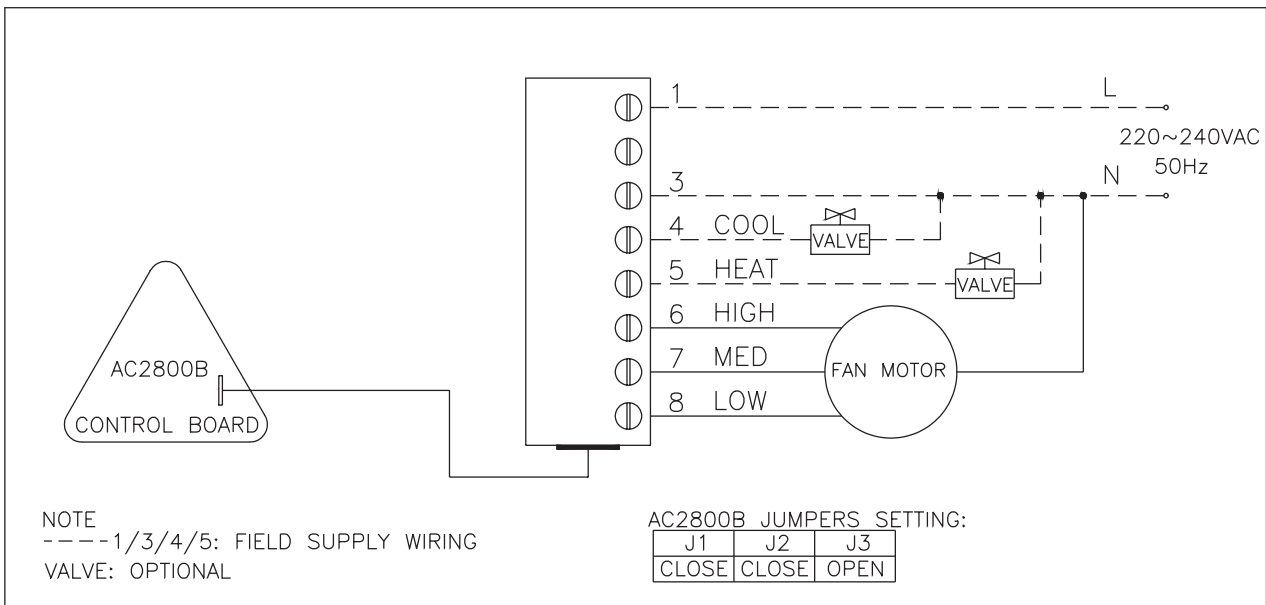 1
L
220~240VAC
50Hz
3
N
4 COOL
VALVE
5 HEAT
VALVE
6 HIGH
7 MED
FAN MOTOR
8 LOW
AC2800B
CONTROL BOARD
NOTE
----1/3/4/5: FIELD SUPPLY WIRING
VALVE: OPTIONAL
AC2800B JUMPERS SETTING:
J1 J2 J3
CLOSE CLOSE OPEN